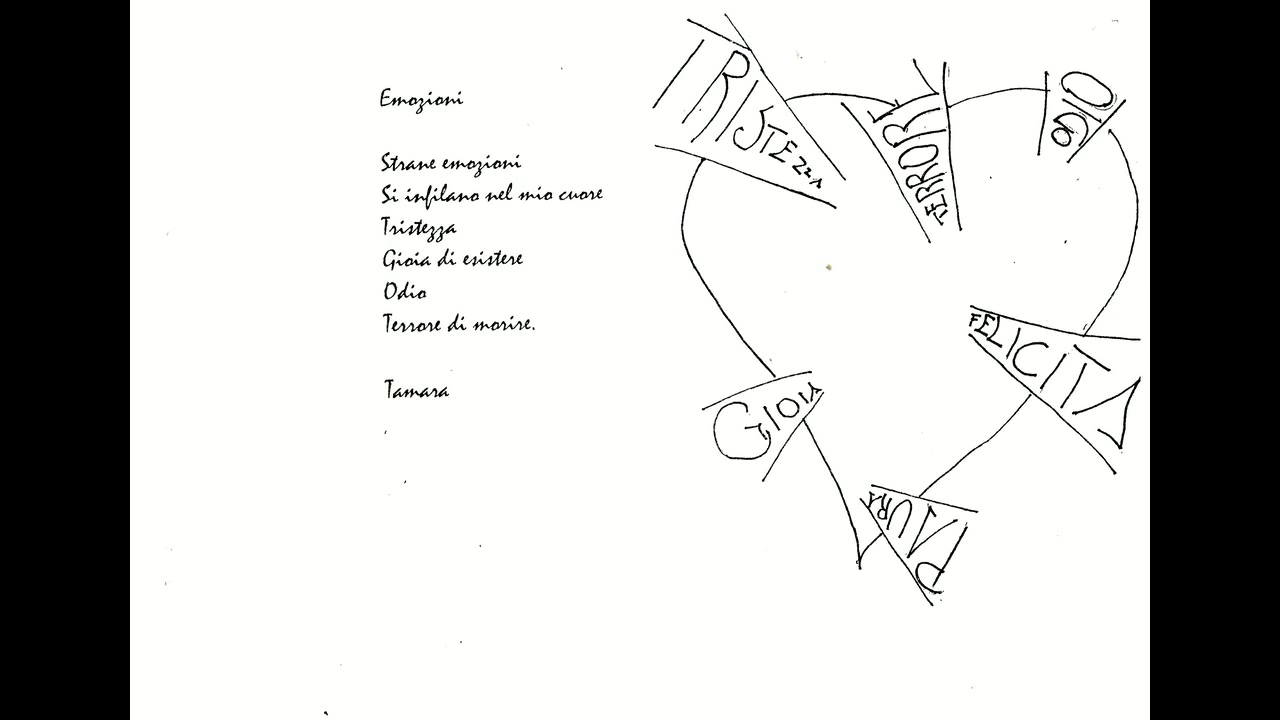 Emozioni
Strane emozioni
Si infilano nel mio cuore
Tristezza
Gioia di esistere
Odio
Terrore di morire.
Tamara
TRISTEZZA
TERRORE
ODIO
FELICITA
GIOIA
PAURA